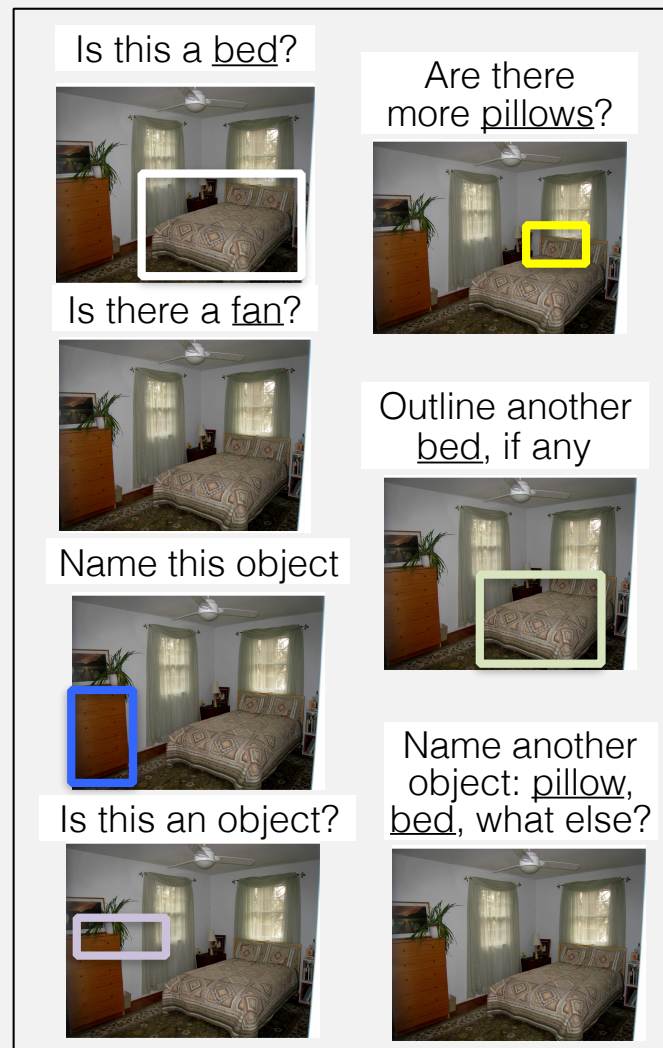 Is this a bed?
Are there
more pillows?
Is there a fan?
Outline another
bed, if any
Name this object
Name another
object: pillow,
bed, what else?
Is this an object?